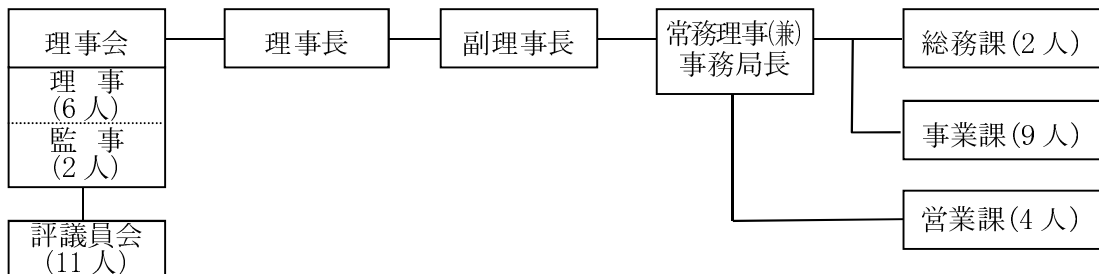 理事会
理事
(6人)
監事
(2人)
評議員会
(11人)
理事長
副理事長
常務理事(兼)
事務局長
総務課(2人)
事業課(9人)
営業課(4人)